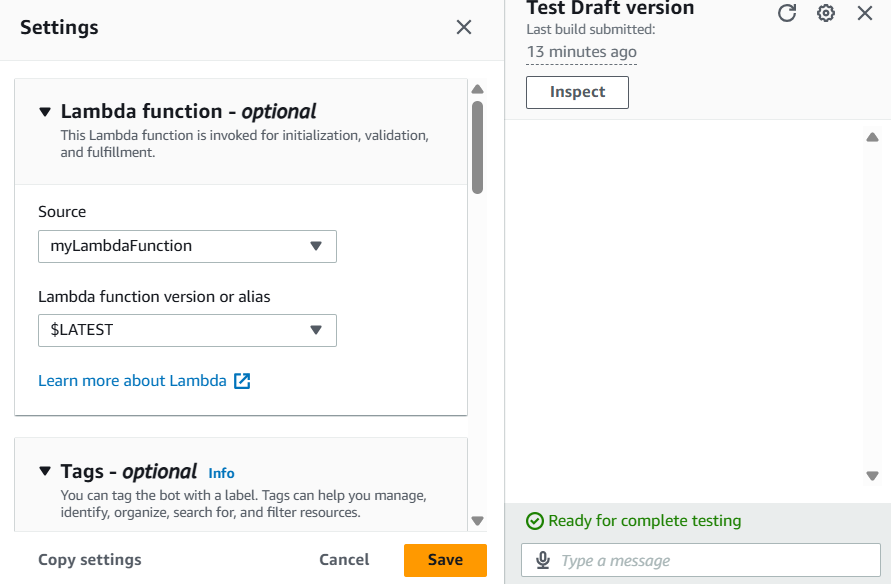 Settings
Lambda function - optional
This Lambda function is invoked for initialization, validation,
and fulfillment.
Source
myLambdaFunction
Lambda function version or alias
$LATEST
Learn more about Lambda
Tags - optional Info
You can tag the bot with a label. Tags can help you manage,
identify, organize, search for, and filter resources.
Copy settings
Cancel
Save
Test Draft version
Last build submitted:
13 minutes ago
Inspect
Ready for complete testing
Type a message